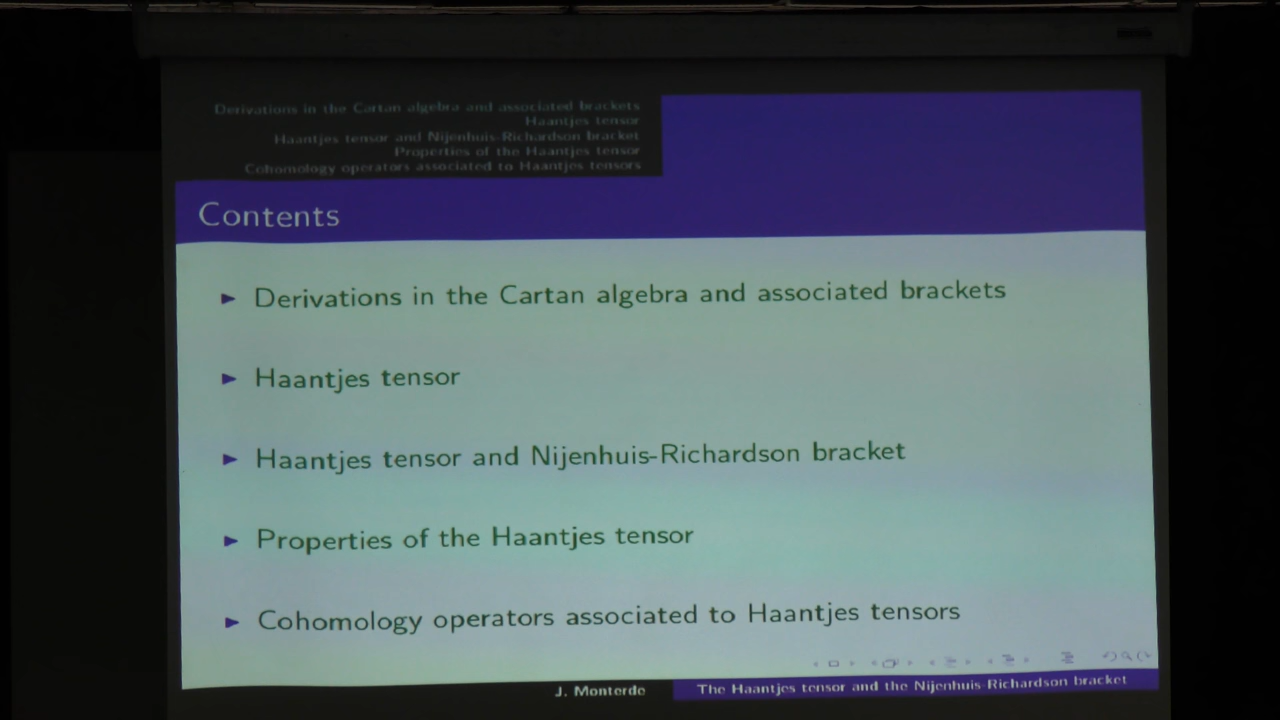 Derivations in the Cartan algebra and associated brackets
Haantjes tensor
Haantjes tensor and Nijenhuis-Richardson bracket
Properties of the Haantjes tensor
Cohomology operators associated to Haantjes tensors
Contents
Derivations in the Cartan algebra and associated brackets
Haantjes tensor
Haantjes tensor and Nijenhuis-Richardson bracket
Properties of the Haantjes tensor
Cohomology operators associated to Haantjes tensors
J. Monterde
The Haantjes tensor and the Nijenhuis-Richardson bracket